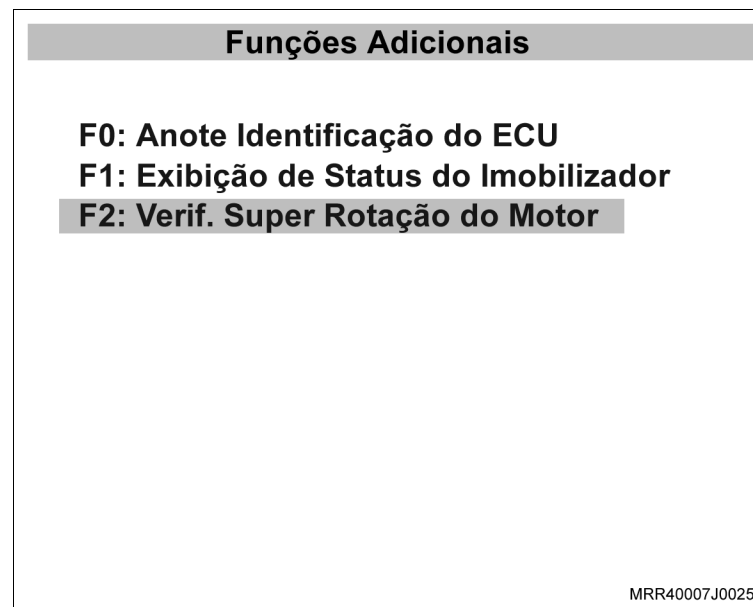 Funções Adicionais
F0: Anote Identificação do ECU
F1: Exibição de Status do Imobilizador
F2: Verif. Super Rotação do Motor
MRR40007J0025